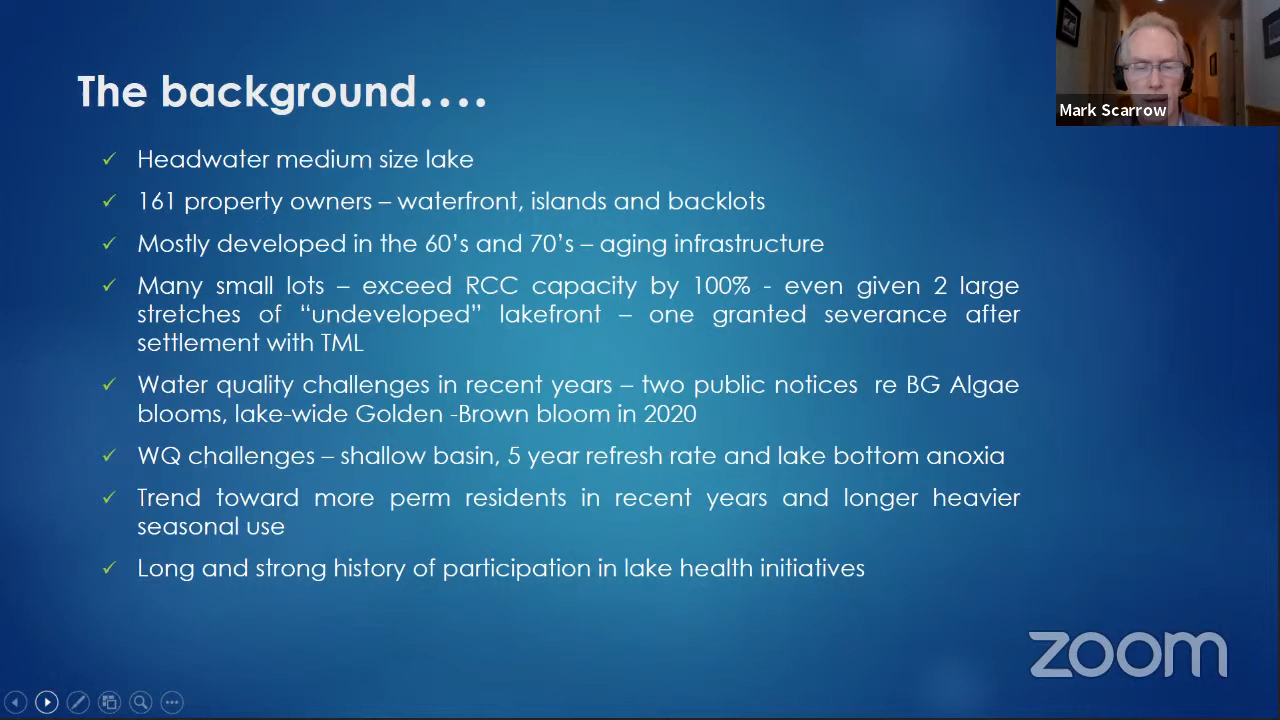 The background....
Mark Scarrow
✓ Headwater medium size lake
✓ 161 property owners – waterfront, islands and backlots
✓ Mostly developed in the 60's and 70's – aging infrastructure
✓ Many small lots – exceed RCC capacity by 100% - even given 2 large
stretches of “undeveloped” lakefront – one granted severance after
settlement with TML
✓ Water quality challenges in recent years – two public notices re BG Algae
blooms, lake-wide Golden -Brown bloom in 2020
✓ WQ challenges – shallow basin, 5 year refresh rate and lake bottom anoxia
✓ Trend toward more perm residents in recent years and longer heavier
seasonal use
✓ Long and strong history of participation in lake health initiatives
zoom